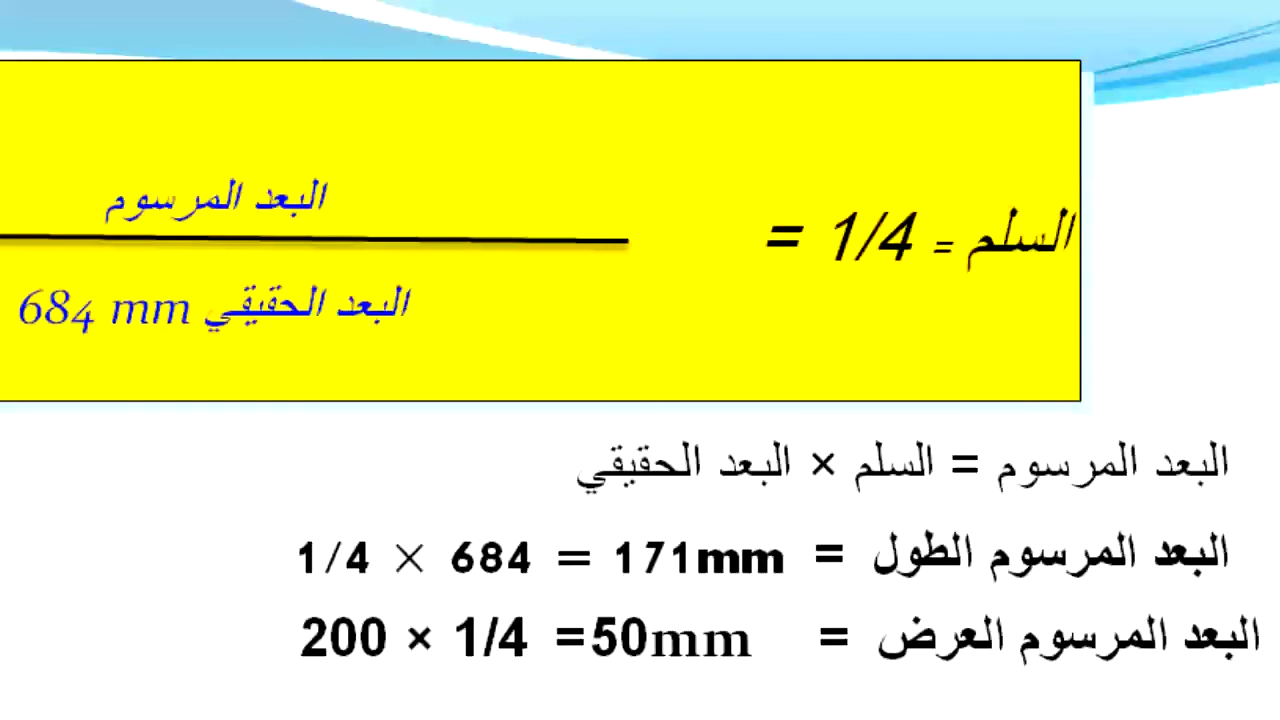 البعد المرسوم
السلم = 1/4 =
البعد الحقيقي 684 mm
البعد المرسوم = السلم × البعد الحقيقي
البعد المرسوم الطول = 1/4 × 684 = 171mm
البعد المرسوم العرض = 200 × 1/4 =50mm